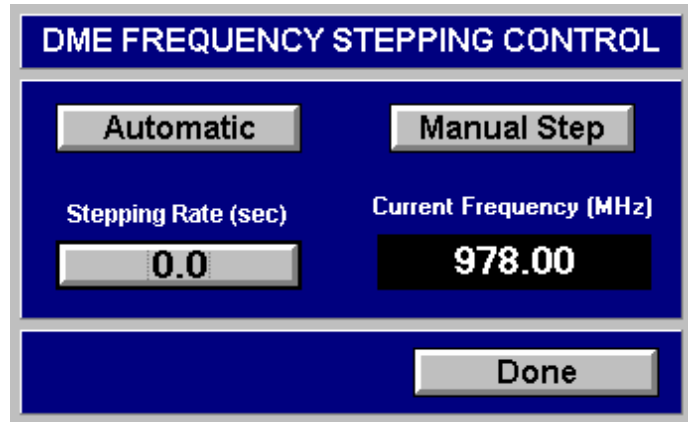 DME FREQUENCY STEPPING CONTROL
Automatic
Manual Step
Stepping Rate (sec)
Current Frequency (MHz)
0.0
978.00
Done